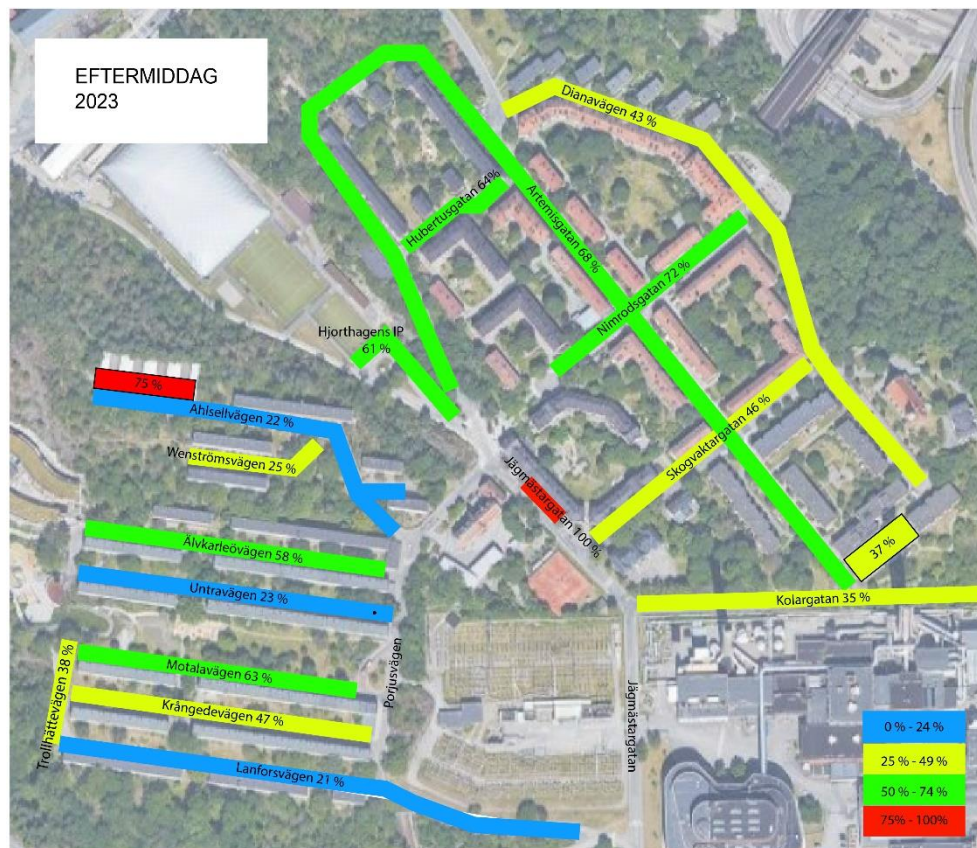 EFTERMIDDAG
2023
Dianavägen 43 %
Hubertusgatan 64%
Artemisgatan 68 %
Nimrodsgatan 72 %
Hjorthagens IP
61 %
75 %
Ahlsellvägen 22 %
Wenströmsvägen 25 %
Skogvaktargatan 46 %
Jägmästargatan 100 %
Älvkarleövägen 58 %
37 %
Untravägen 23 %
Kolargatan 35 %
Motalavägen 63 %
Trollhättevägen 38 %
Krångedevägen 47 %
Porjusvägen
Jägmästargatan
Lanforsvägen 21 %
0 % - 24 %
25 % - 49 %
50 % - 74 %
75% - 100%